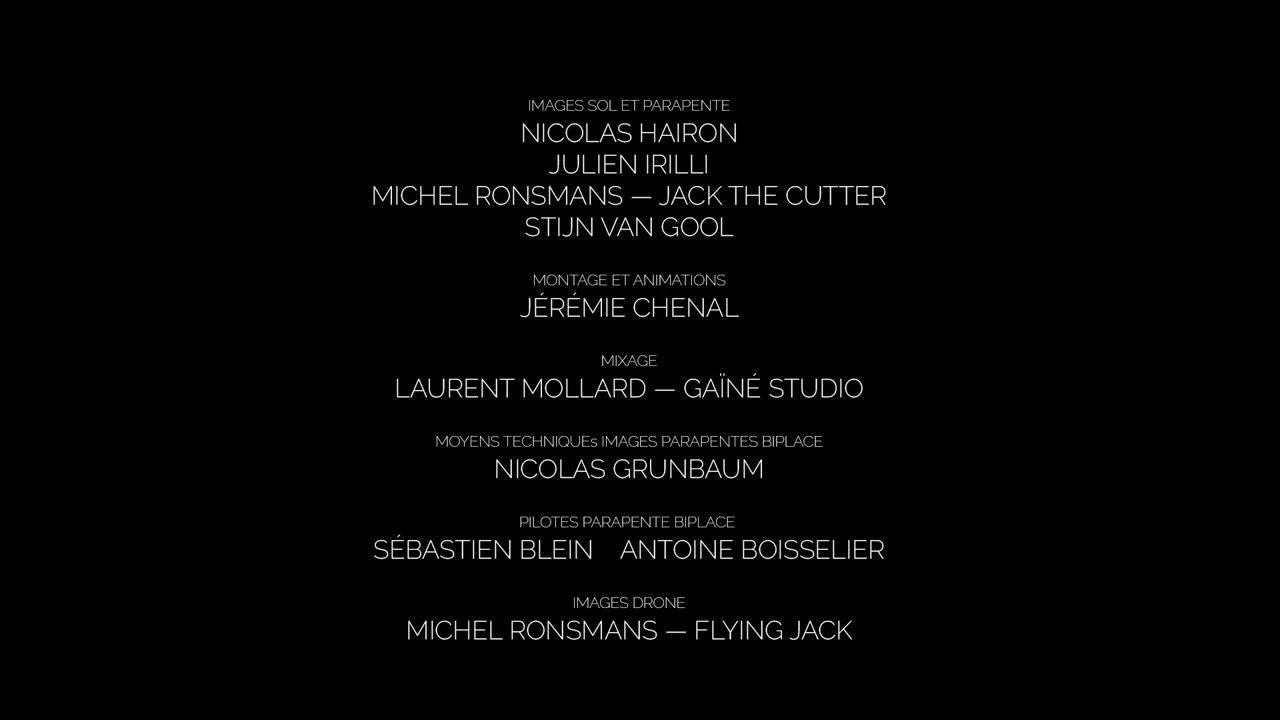 IMAGES SOL ET PARAPENTE
NICOLAS HAIRON
JULIEN IRILLI
MICHEL RONSMANS — JACK THE CUTTER
STIJN VAN GOOL
MONTAGE ET ANIMATIONS
JÉRÉMIE CHENAL
MIXAGE
LAURENT MOLLARD — GAÏNÉ STUDIO
MOYENS TECHNIQUEs IMAGES PARAPENTES BIPLACE
NICOLAS GRUNBAUM
PILOTES PARAPENTE BIPLACE
SÉBASTIEN BLEIN ANTOINE BOISSELIER
IMAGES DRONE
MICHEL RONSMANS — FLYING JACK